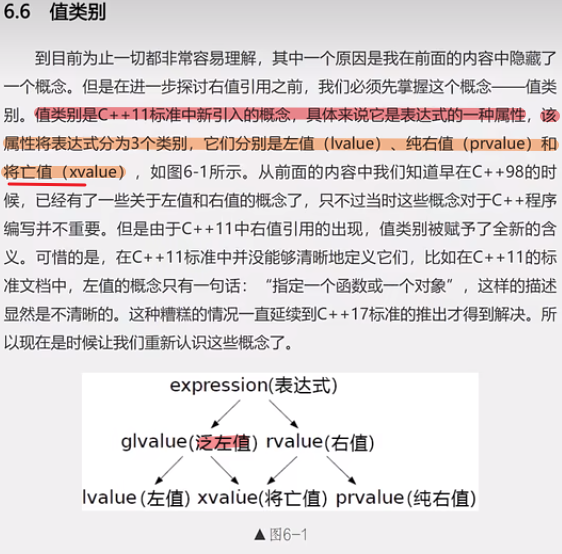 6.6 值类别
到目前为止一切都非常容易理解，其中一个原因是我在前面的内容中隐藏了
一个概念。但是在进一步探讨右值引用之前，我们必须先掌握这个概念——值类
别。值类别是C++11标准中新引入的概念，具体来说它是表达式的一种属性，该
属性将表达式分为3个类别，它们分别是左值（lvalue）、纯右值（prvalue）和
将亡值（xvalue），如图6-1所示。从前面的内容中我们知道早在C++98的时
候，已经有了一些关于左值和右值的概念了，只不过当时这些概念对于C++程序
编写并不重要。但是由于C++11中右值引用的出现，值类别被赋予了全新的含
义。可惜的是，在C++11标准中并没能够清晰地定义它们，比如在C++11的标
准文档中，左值的概念只有一句话：“指定一个函数或一个对象”，这样的描述
显然是不清晰的。这种糟糕的情况一直延续到C++17标准的推出才得到解决。所
以现在是时候让我们重新认识这些概念了。
expression(表达式)
glvalue(泛左值) rvalue(右值)
lvalue(左值) xvalue(将亡值) prvalue(纯右值)
▲图6-1